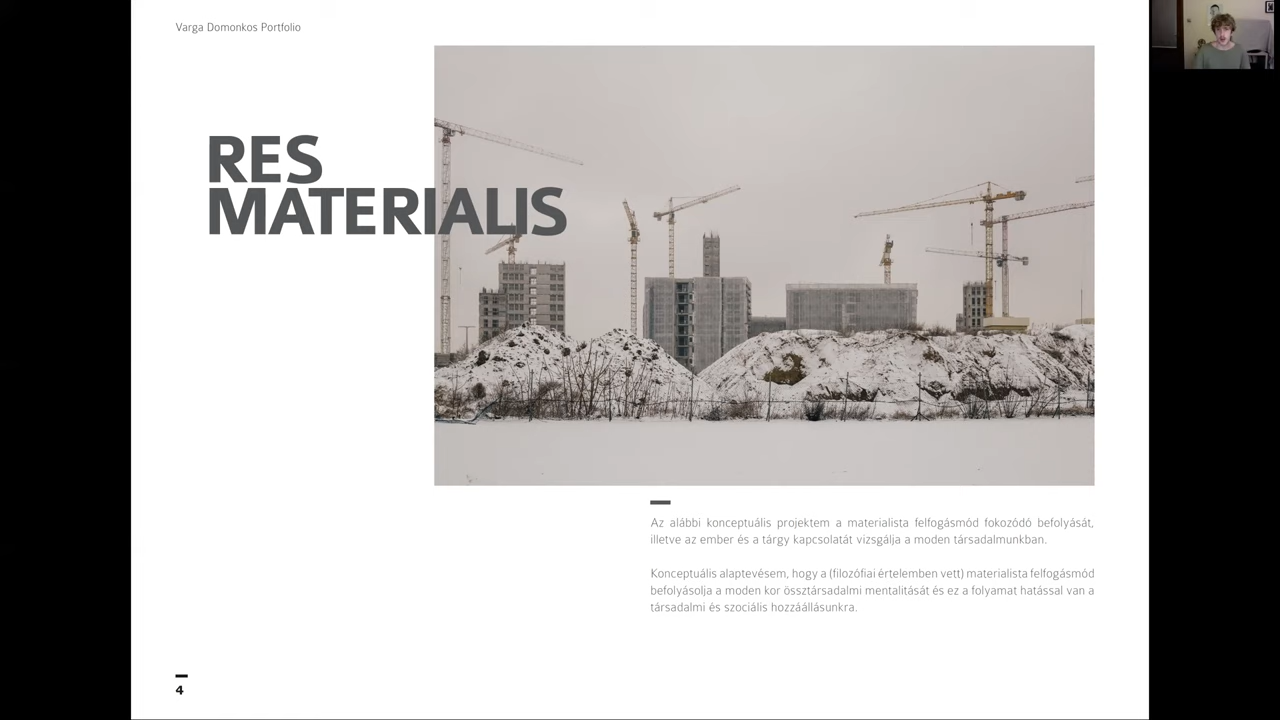 Varga Domonkos Portfolio
RES
MATERIALIS
Az alábbi konceptuális projektem a materialista felfogásmód fokozódó befolyását,
illetve az ember és a tárgy kapcsolatát vizsgálja a moden társadalmunkban.
Konceptuális alaptevésem, hogy a (filozófiai értelemben vett) materialista felfogásmód
befolyásolja a moden kor össztársadalmi mentalitását és ez a folyamat hatással van a
társadalmi és szociális hozzáállásunkra.
4